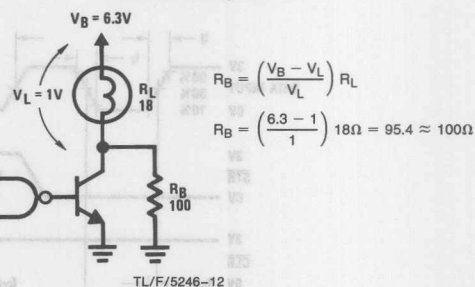 V_B = 6.3V
V_L = 1V
R_L
18
R_B
100
R_B = (V_B − V_L / V_L) R_L
R_B = (6.3 − 1 / 1) 18Ω = 95.4 ≈ 100Ω
TL/F/5246–12